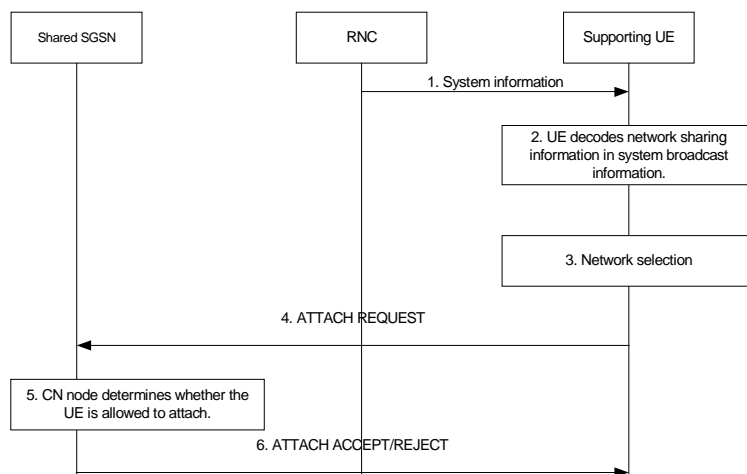 Shared SGSN
RNC
Supporting UE
1. System information
2. UE decodes network sharing
information in system broadcast
information.
3. Network selection
4. ATTACH REQUEST
5. CN node determines whether the
UE is allowed to attach.
6. ATTACH ACCEPT/REJECT